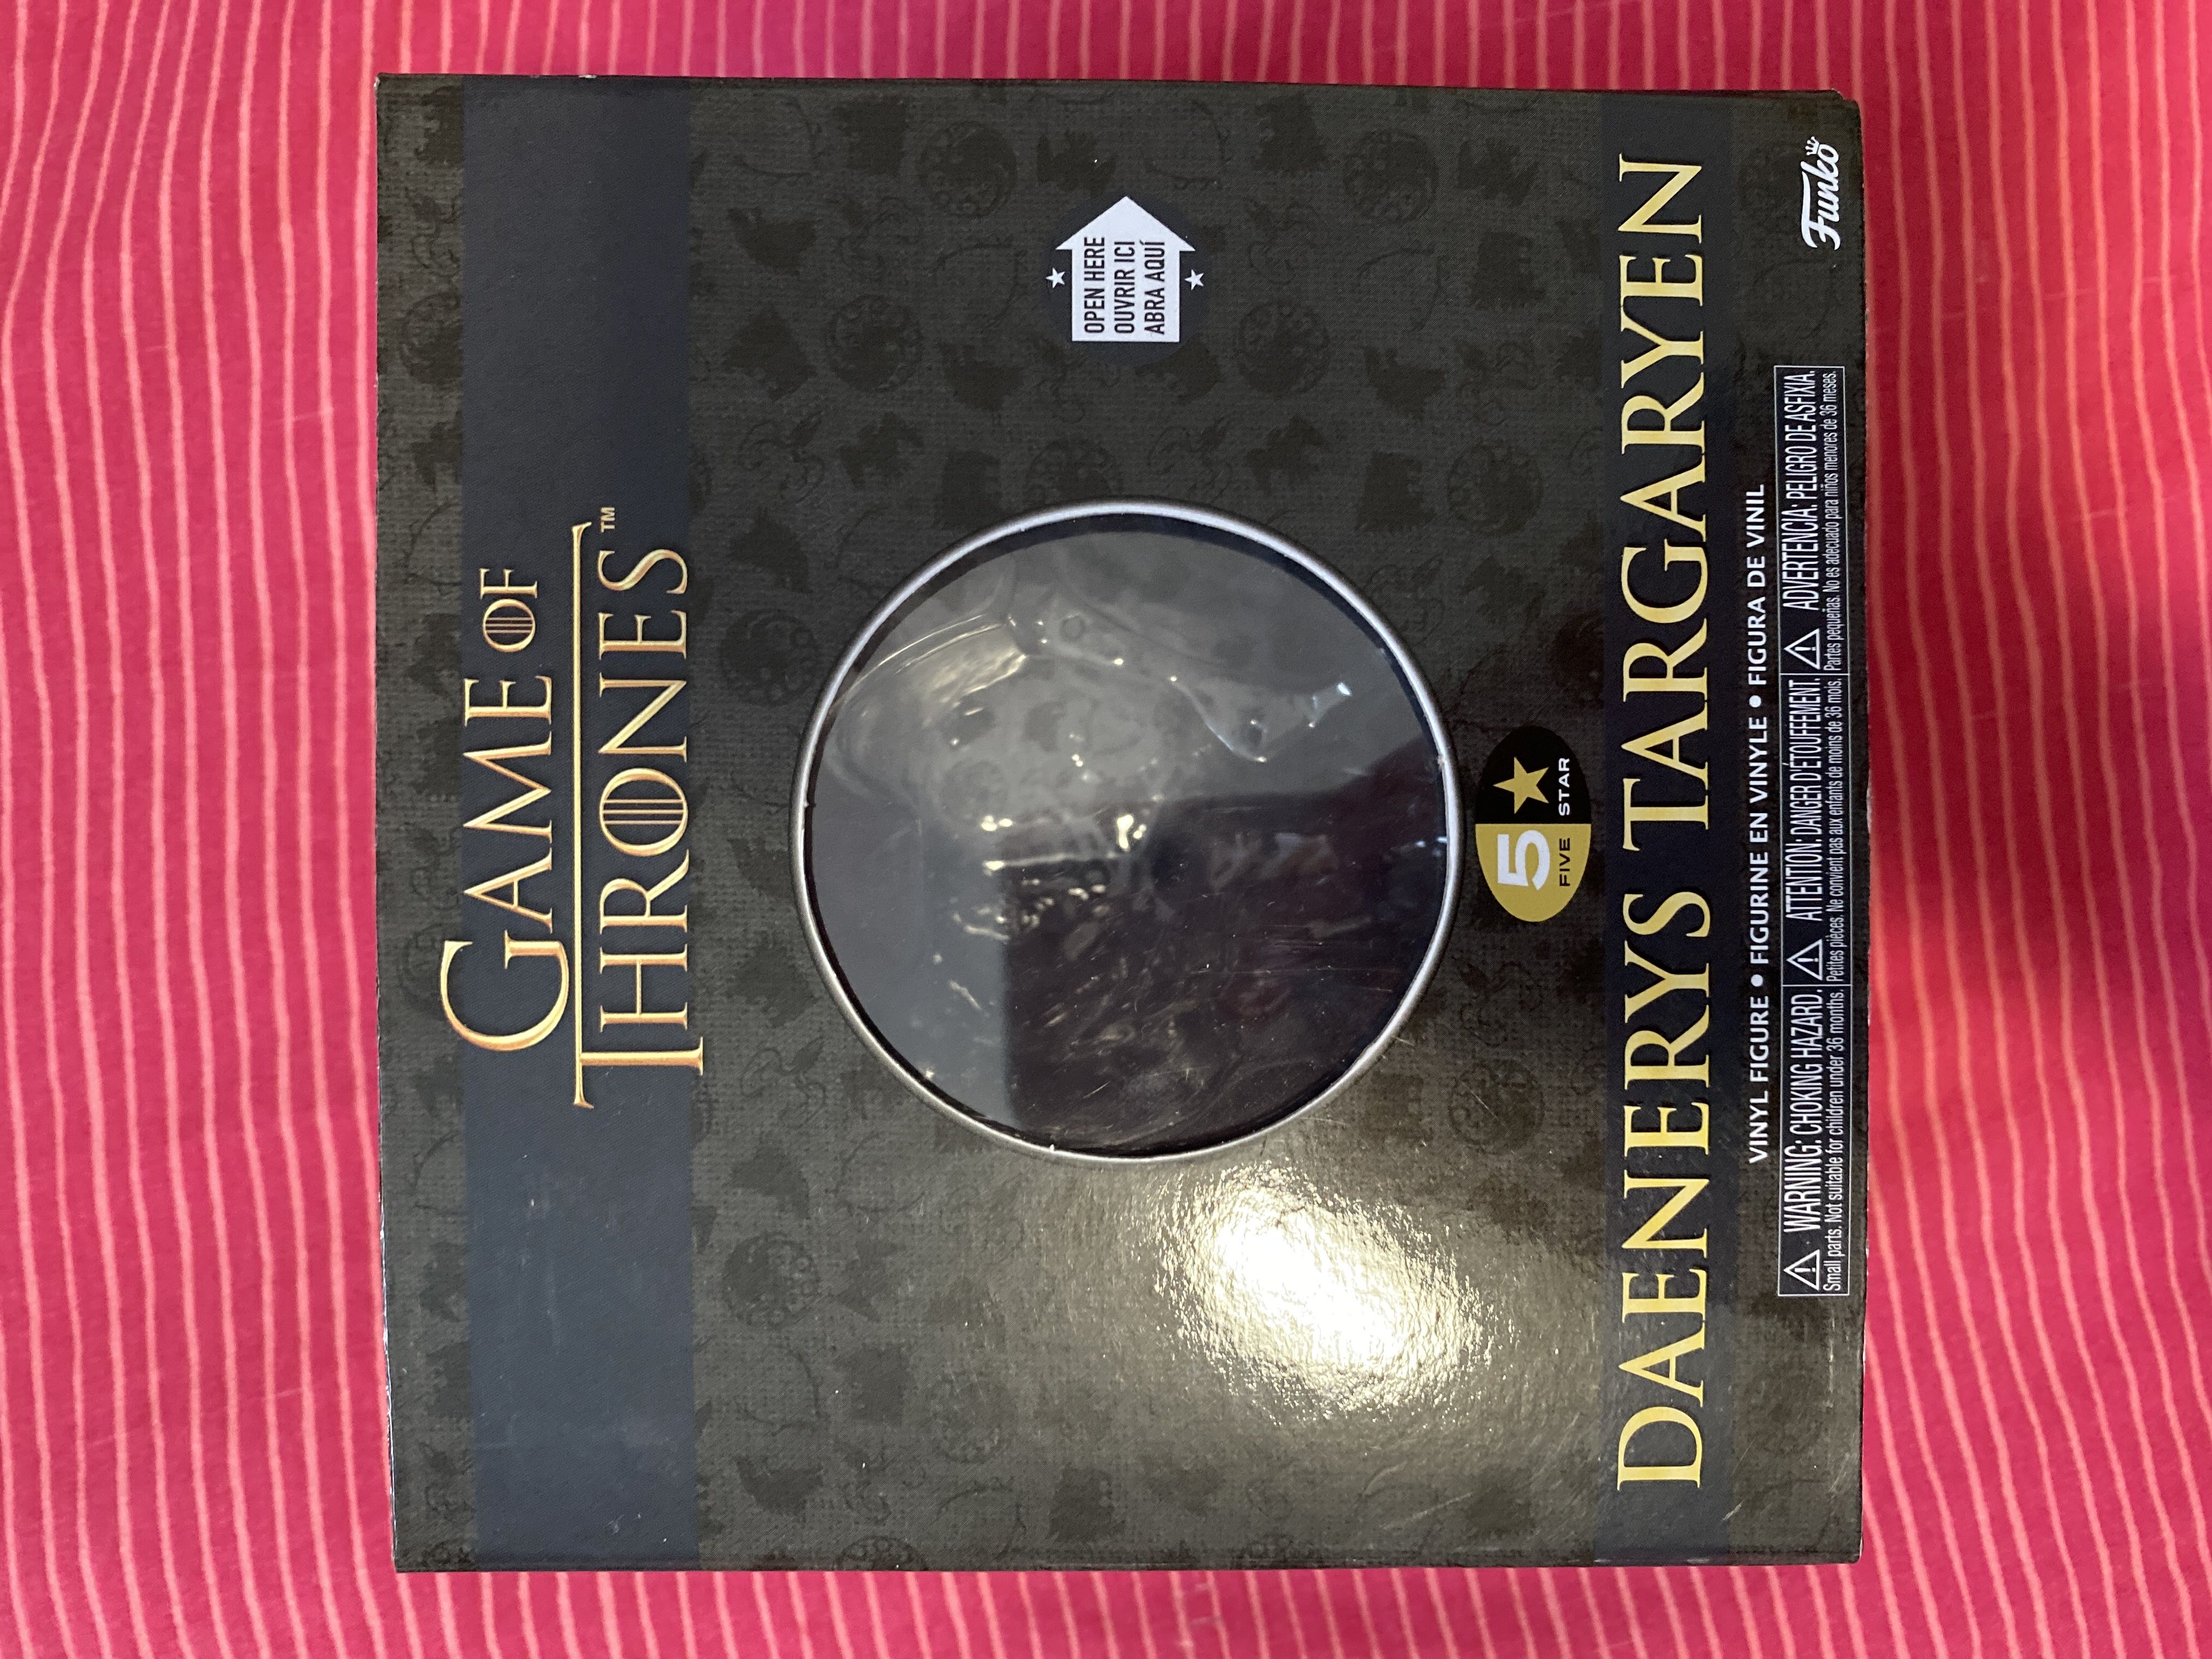 GAME OF
THRONES™
OPEN HERE
OUVRIR ICI
ABRA AQUÍ
5
FIVE STAR
DAENERYS TARGARYEN
VINYL FIGURE • FIGURINE EN VINYLE • FIGURA DE VINIL
WARNING: CHOKING HAZARD.
Small parts. Not suitable for children under 36 months.
ATTENTION: DANGER D'ÉTOUFFEMENT.
Petites pièces. Ne convient pas aux enfants de moins de 36 mois.
ADVERTENCIA: PELIGRO DE ASFIXIA.
Partes pequeñas. No es adecuado para niños menores de 36 meses.
Funko